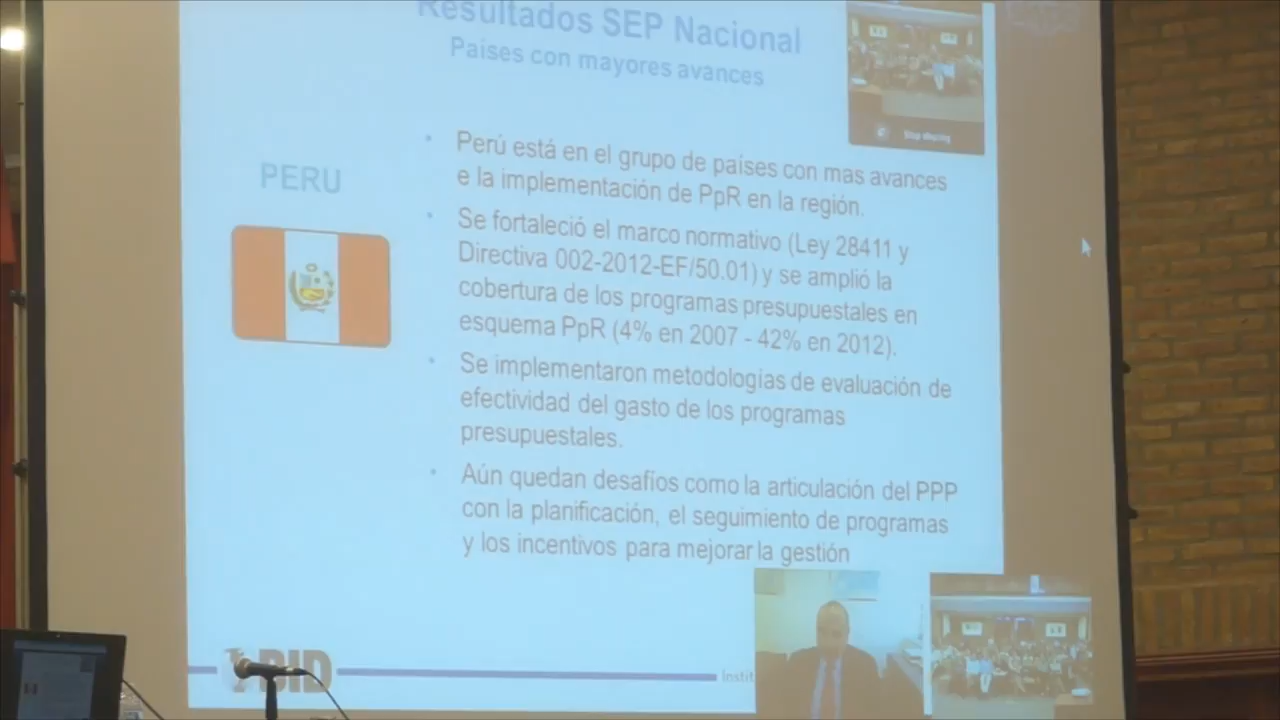 Resultados SEP Nacional
Países con mayores avances
Stop sharing
PERU
• Perú está en el grupo de países con mas avances
e la implementación de PpR en la región.
• Se fortaleció el marco normativo (Ley 28411 y
Directiva 002-2012-EF/50.01) y se amplió la
cobertura de los programas presupuestales en
esquema PpR (4% en 2007 - 42% en 2012).
• Se implementaron metodologías de evaluación de
efectividad del gasto de los programas
presupuestales.
• Aún quedan desafíos como la articulación del PPP
con la planificación, el seguimiento de programas
y los incentivos para mejorar la gestión
BID
Instit